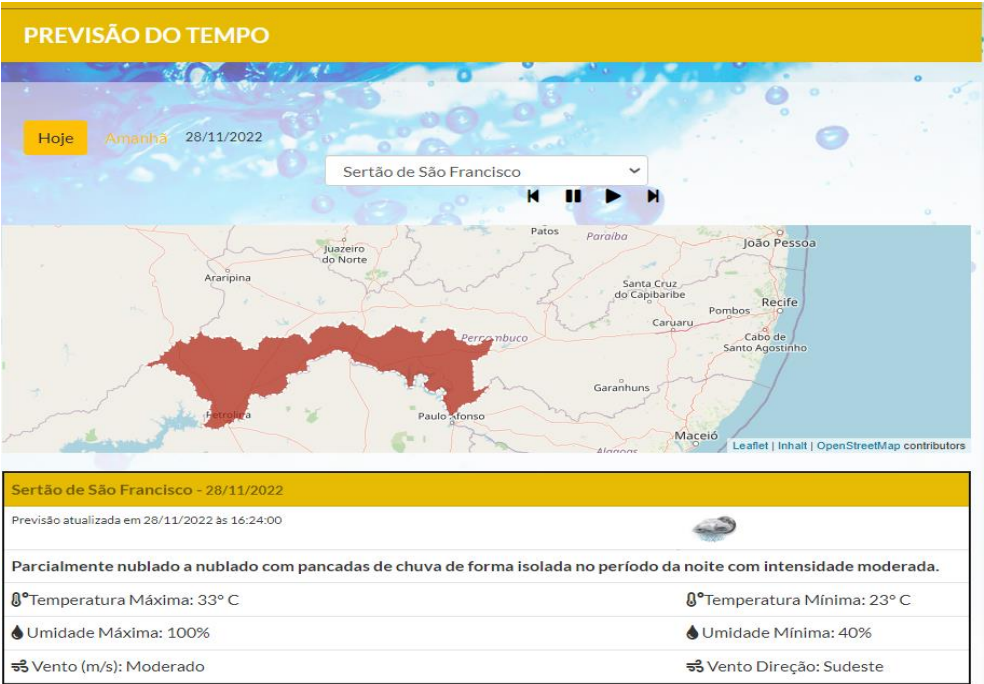 PREVISÃO DO TEMPO
Hoje Amanhã 28/11/2022
Sertão de São Francisco
Patos Paraíba João Pessoa
Juazeiro
do Norte
Araripina
Santa Cruz
do Capibaribe
Pombos Recife
Caruaru
Pernambuco
Cabo de
Santo Agostinho
Garanhuns
Petrolina
Paulo Afonso
Maceió
Alagoas
Leaflet | Inhalt | OpenStreetMap contributors
Sertão de São Francisco - 28/11/2022
Previsão atualizada em 28/11/2022 às 16:24:00
Parcialmente nublado a nublado com pancadas de chuva de forma isolada no período da noite com intensidade moderada.
Temperatura Máxima: 33° C Temperatura Mínima: 23° C
Umidade Máxima: 100% Umidade Mínima: 40%
Vento (m/s): Moderado Vento Direção: Sudeste